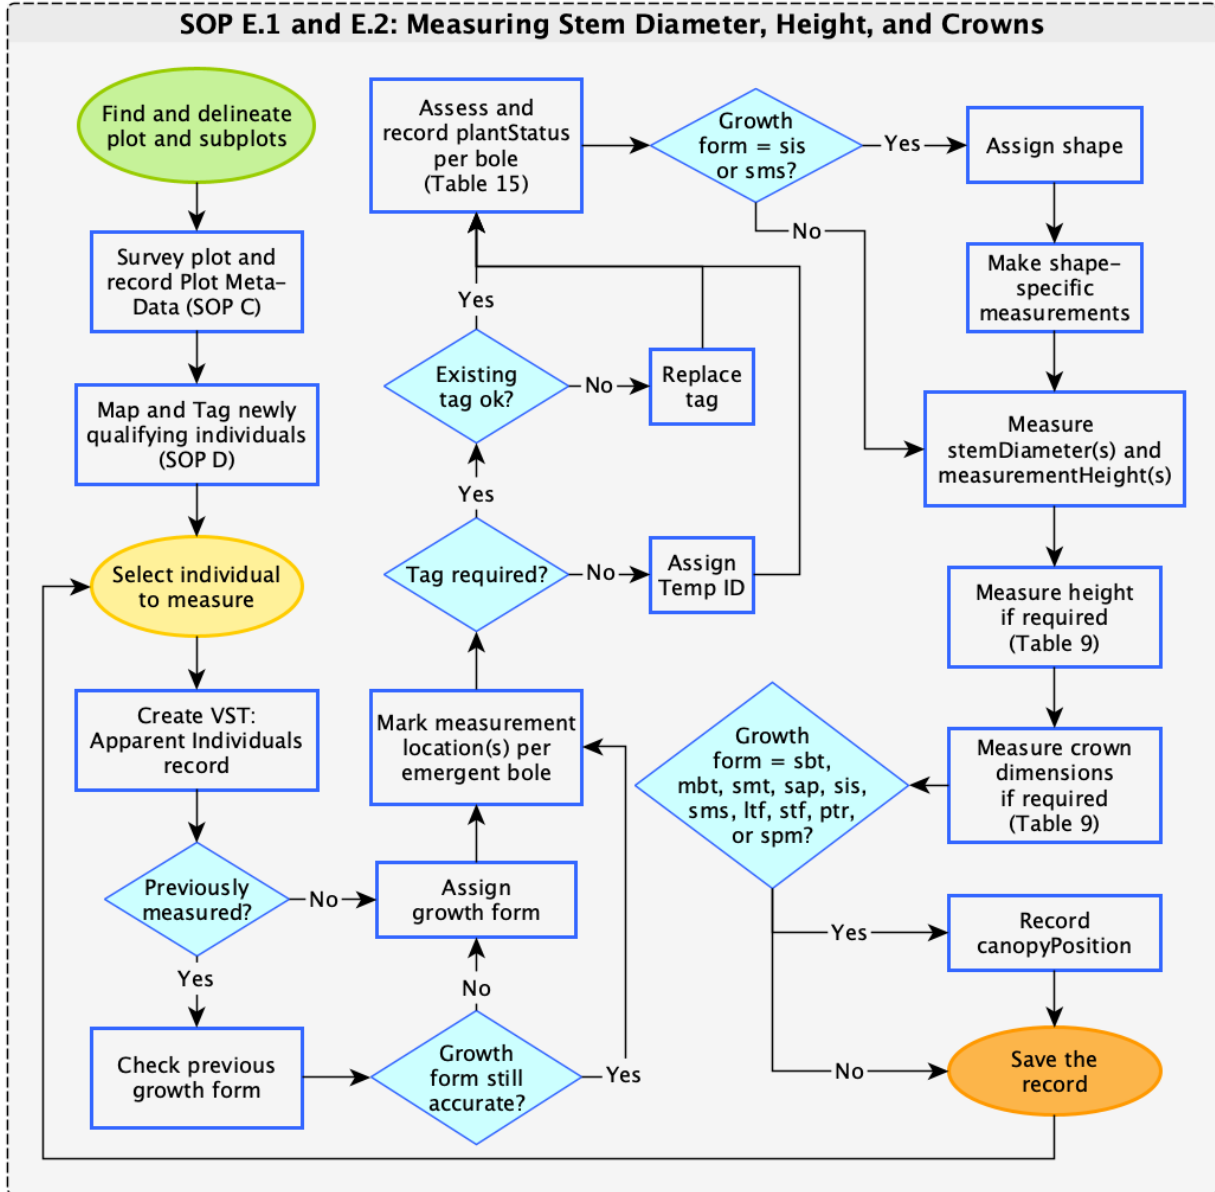 SOP E.1 and E.2: Measuring Stem Diameter, Height, and Crowns
Find and delineate
plot and subplots
Survey plot and
record Plot Meta-
Data (SOP C)
Map and Tag newly
qualifying individuals
(SOP D)
Select individual
to measure
Create VST:
Apparent Individuals
record
Previously
measured?
No
Yes
Check previous
growth form
Growth
form still
accurate?
No
Yes
Assign
growth form
Mark measurement
location(s) per
emergent bole
Tag required?
No
Assign
Temp ID
Yes
Existing
tag ok?
No
Replace
tag
Yes
Assess and
record plantStatus
per bole
(Table 15)
Growth
form = sis
or sms?
Yes
No
Assign shape
Make shape-
specific
measurements
Measure
stemDiameter(s) and
measurementHeight(s)
Measure height
if required
(Table 9)
Measure crown
dimensions
if required
(Table 9)
Growth
form = sbt,
mbt, smt, sap, sis,
sms, ltf, stf, ptr,
or spm?
Yes
Record
canopyPosition
No
Save the
record